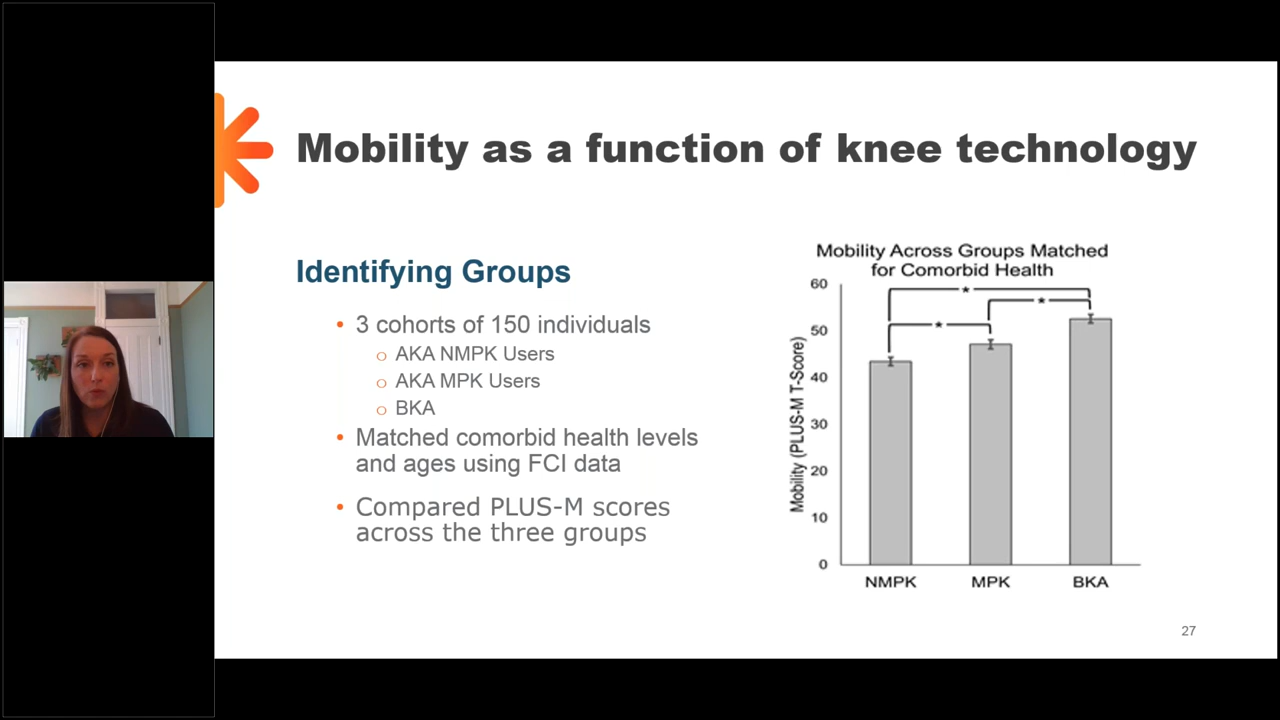 Mobility as a function of knee technology
Identifying Groups
• 3 cohorts of 150 individuals
o AKA NMPK Users
o AKA MPK Users
o BKA
• Matched comorbid health levels
and ages using FCI data
• Compared PLUS-M scores
across the three groups
Mobility Across Groups Matched
for Comorbid Health
Mobility (PLUS-M T-Score)
60
50
40
30
20
10
0
*
*
*
NMPK MPK BKA
27